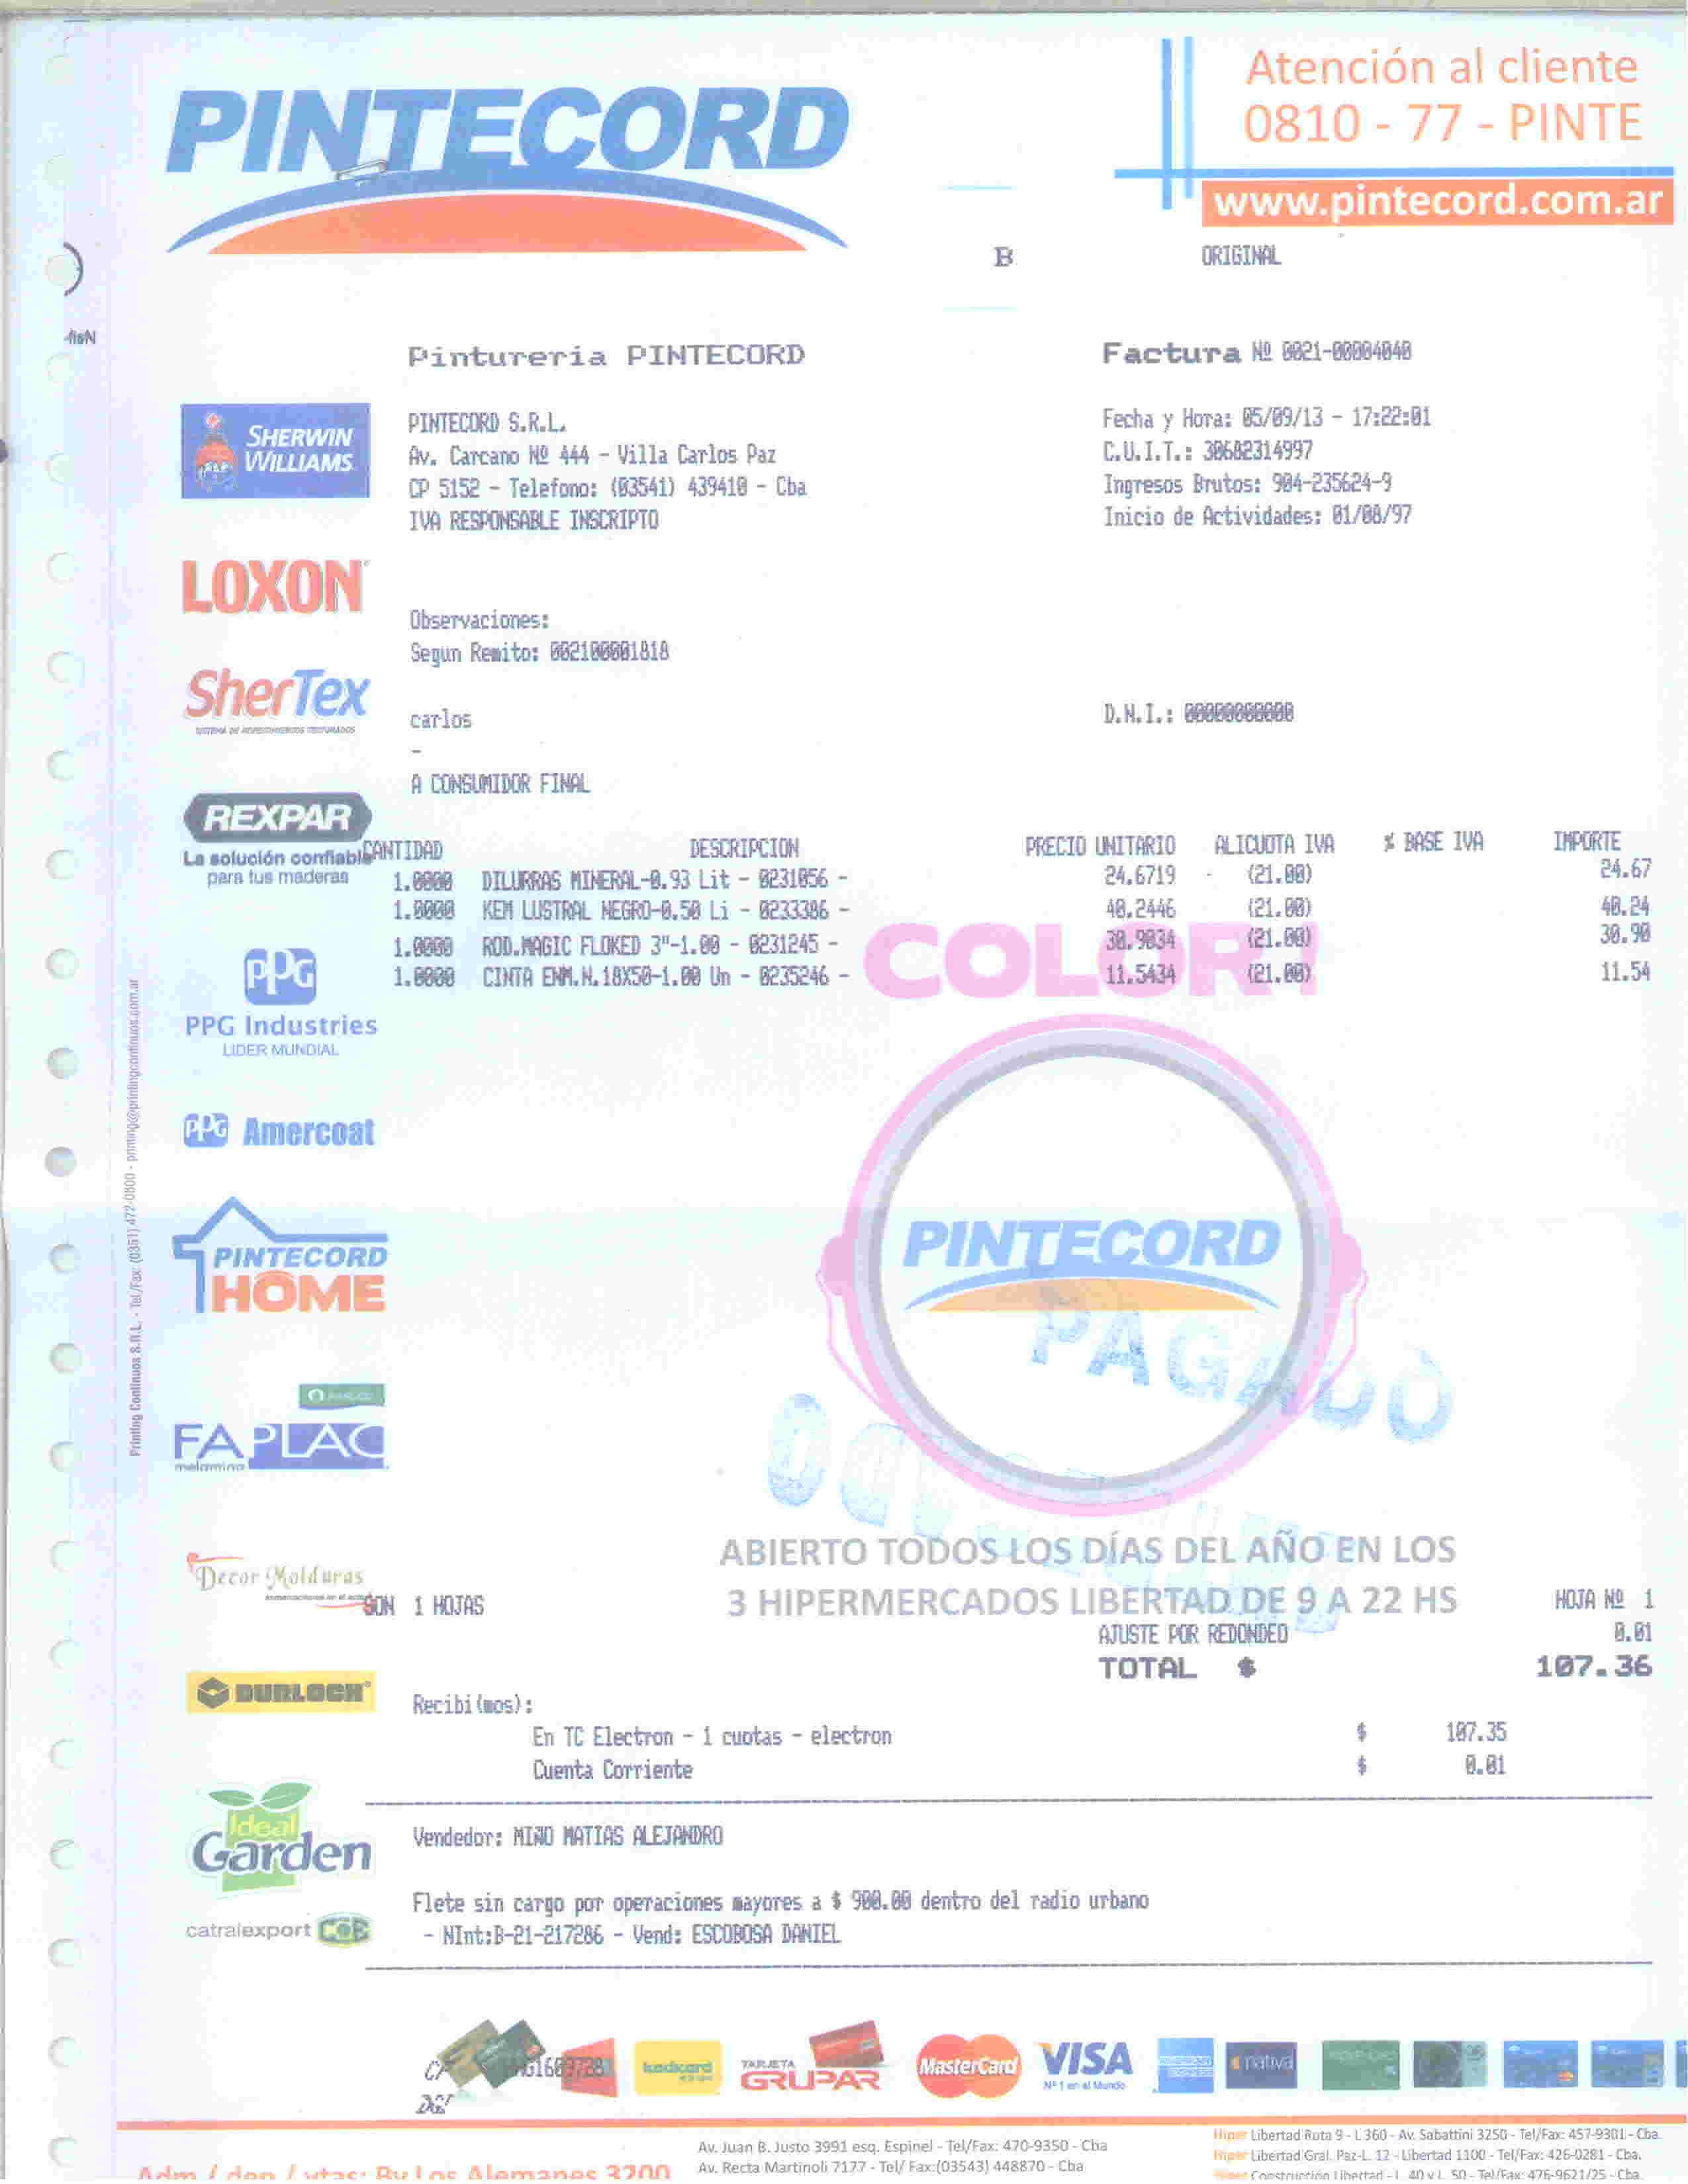 PINTECORD
Atención al cliente
0810 - 77 - PINTE
www.pintecord.com.ar
B
ORIGINAL
Pintureria PINTECORD
Factura Nº 0021-00004040
SHERWIN
WILLIAMS
PINTECORD S.R.L.
Av. Carcano Nº 444 - Villa Carlos Paz
CP 5152 - Telefono: (03541) 439410 - Cba
IVA RESPONSABLE INSCRIPTO
Fecha y Hora: 05/09/13 - 17:22:01
C.U.I.T.: 30682314997
Ingresos Brutos: 904-235624-9
Inicio de Actividades: 01/08/97
LOXON
Observaciones:
Segun Remito: 002100001818
SherTex
carlos
-
D.N.I.: 00000000000
A CONSUMIDOR FINAL
REXPAR
La solución confiable
para tus maderas
CANTIDAD DESCRIPCION PRECIO UNITARIO ALICUOTA IVA % BASE IVA IMPORTE
1.0000 DILURRAS MINERAL-0.93 Lit - 0231056 - 24.6719 - (21.00) 24.67
1.0000 KEM LUSTRAL NEGRO-0.50 Li - 0233386 - 40.2446 (21.00) 40.24
1.0000 ROD.MAGIC FLOKED 3"-1.00 - 0231245 - 30.9034 (21.00) 30.90
1.0000 CINTA ENM.N.18X50-1.00 Un - 0235246 - 11.5434 (21.00) 11.54
PPG
PPG Industries
LIDER MUNDIAL
PPG Amercoat
PINTECORD
HOME
Printing Continuos S.R.L. - Tel./Fax: (0351) 472-0800 - printing@printingcontinuos.com.ar
PINTECORD
PAGADO
FAPLAC
melamina
ABIERTO TODOS LOS DÍAS DEL AÑO EN LOS
3 HIPERMERCADOS LIBERTAD DE 9 A 22 HS
Decor Molduras
SON 1 HOJAS
HOJA Nº 1
AJUSTE POR REDONDEO 0.01
TOTAL $ 107.36
DURLOCK
Recibi(mos):
En TC Electron - 1 cuotas - electron $ 107.35
Cuenta Corriente $ 0.01
Ideal
Garden
Vendedor: MIÑO MATIAS ALEJANDRO
Flete sin cargo por operaciones mayores a $ 900.00 dentro del radio urbano
- NInt:B-21-217286 - Vend: ESCOBOSA DANIEL
catralexport
kadicard
TARJETA
GRUPAR
MasterCard
VISA
Nº 1 en el Mundo
nativa
DGI
Av. Juan B. Justo 3991 esq. Espinel - Tel/Fax: 470-9350 - Cba
Av. Recta Martinoli 7177 - Tel/ Fax:(03543) 448870 - Cba
Hiper Libertad Ruta 9 - L 360 - Av. Sabattini 3250 - Tel/Fax: 457-9301 - Cba.
Hiper Libertad Gral. Paz-L. 12 - Libertad 1100 - Tel/Fax: 426-0281 - Cba.
Adm / dep / vtas: Bv Los Alemanes 3200